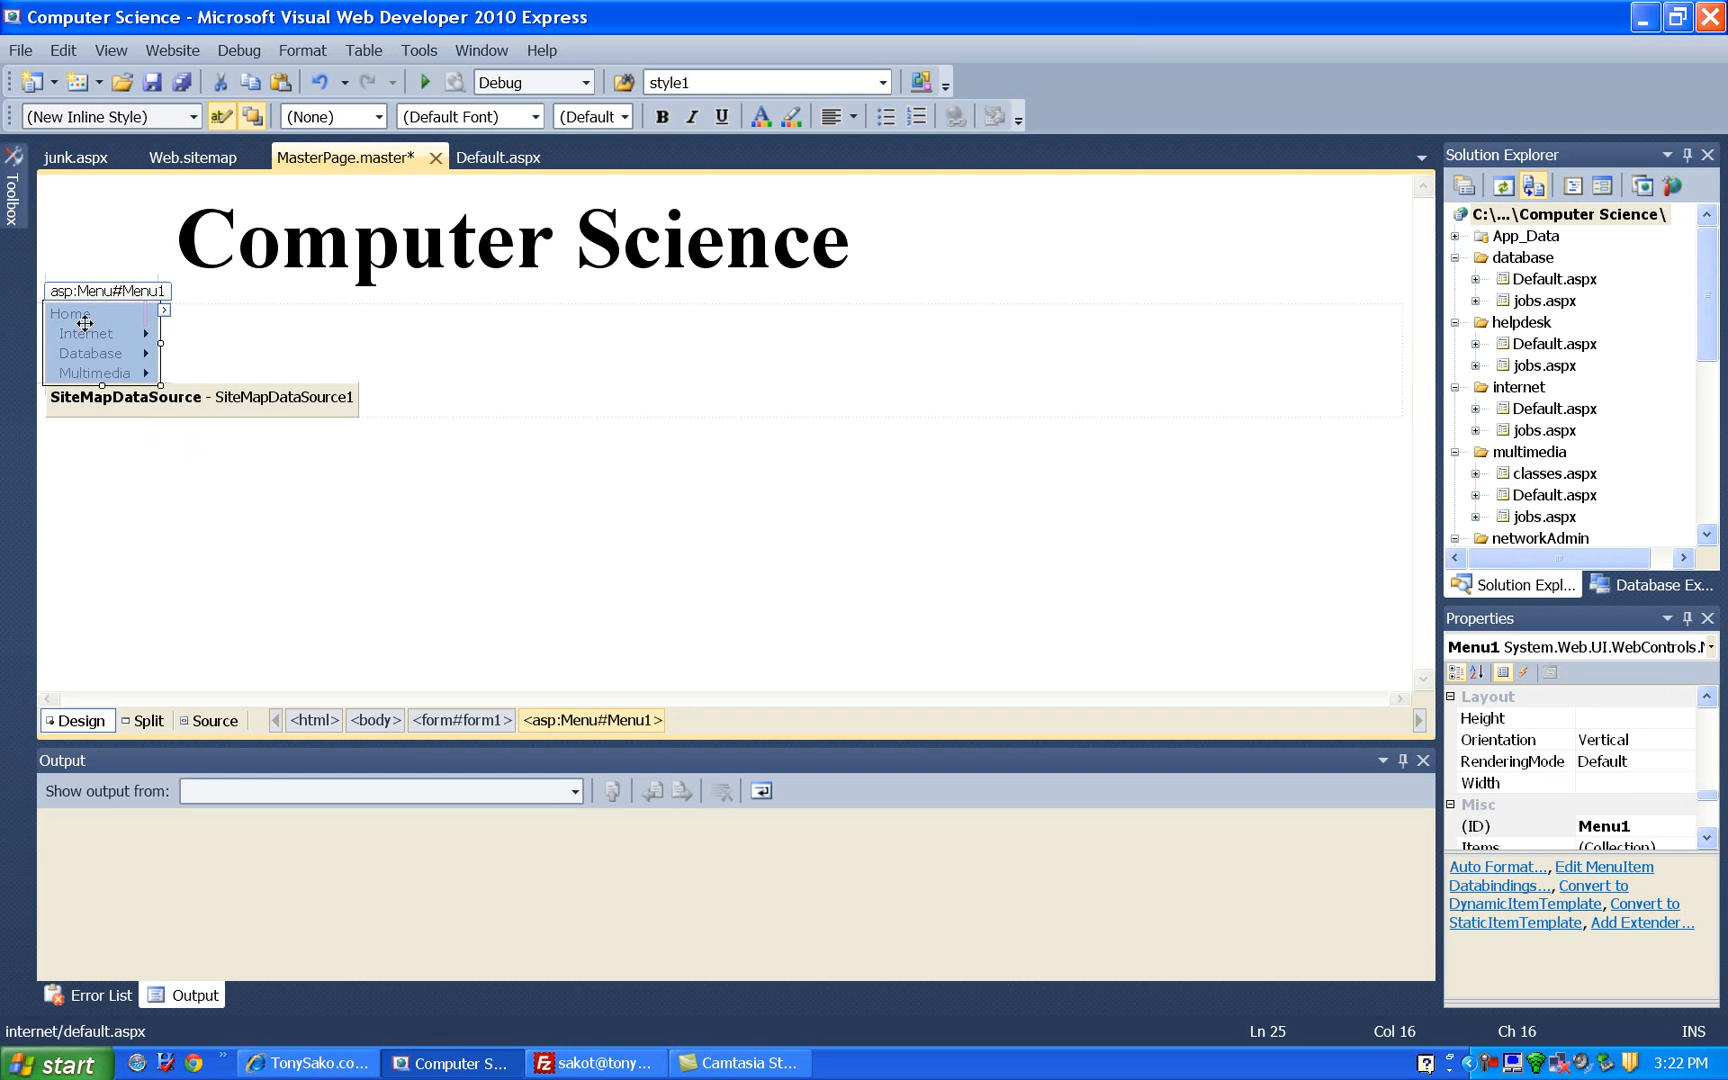 Computer Science - Microsoft Visual Web Developer 2010 Express
File Edit View Website Debug Format Table Tools Window Help
Debug style1
(New Inline Style) (None) (Default Font) (Default B I U A
junk.aspx Web.sitemap MasterPage.master* Default.aspx
Toolbox
Computer Science
asp:Menu#Menu1
Home
Internet
Database
Multimedia
SiteMapDataSource - SiteMapDataSource1
Design Split Source <html> <body> <form#form1> <asp:Menu#Menu1>
Output
Show output from:
Error List Output
Solution Explorer
C:\...\Computer Science\
App_Data
database
Default.aspx
jobs.aspx
helpdesk
Default.aspx
jobs.aspx
internet
Default.aspx
jobs.aspx
multimedia
classes.aspx
Default.aspx
jobs.aspx
networkAdmin
Solution Expl... Database Ex...
Properties
Menu1 System.Web.UI.WebControls.
Layout
Height
Orientation Vertical
RenderingMode Default
Width
Misc
(ID) Menu1
Items (Collection)
Auto Format..., Edit MenuItem
Databindings..., Convert to
DynamicItemTemplate, Convert to
StaticItemTemplate, Add Extender...
internet/default.aspx Ln 25 Col 16 Ch 16 INS
start TonySako.co... Computer S... sakot@tony... Camtasia St... 3:22 PM